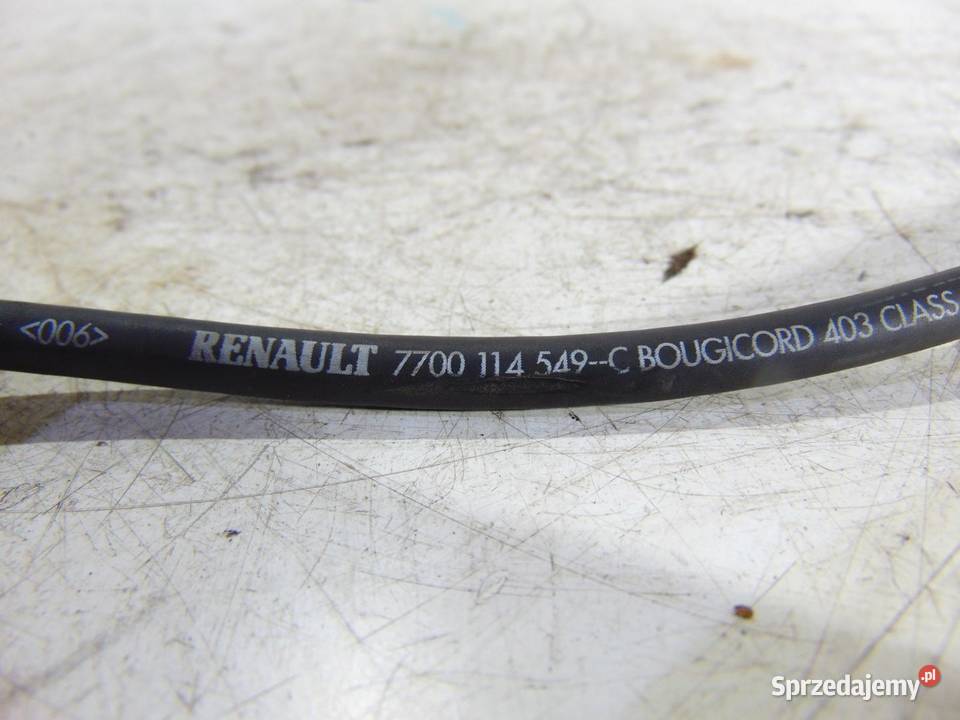 <006> RENAULT 7700 114 549--C BOUGICORD 403 CLASS
Sprzedajemy.pl